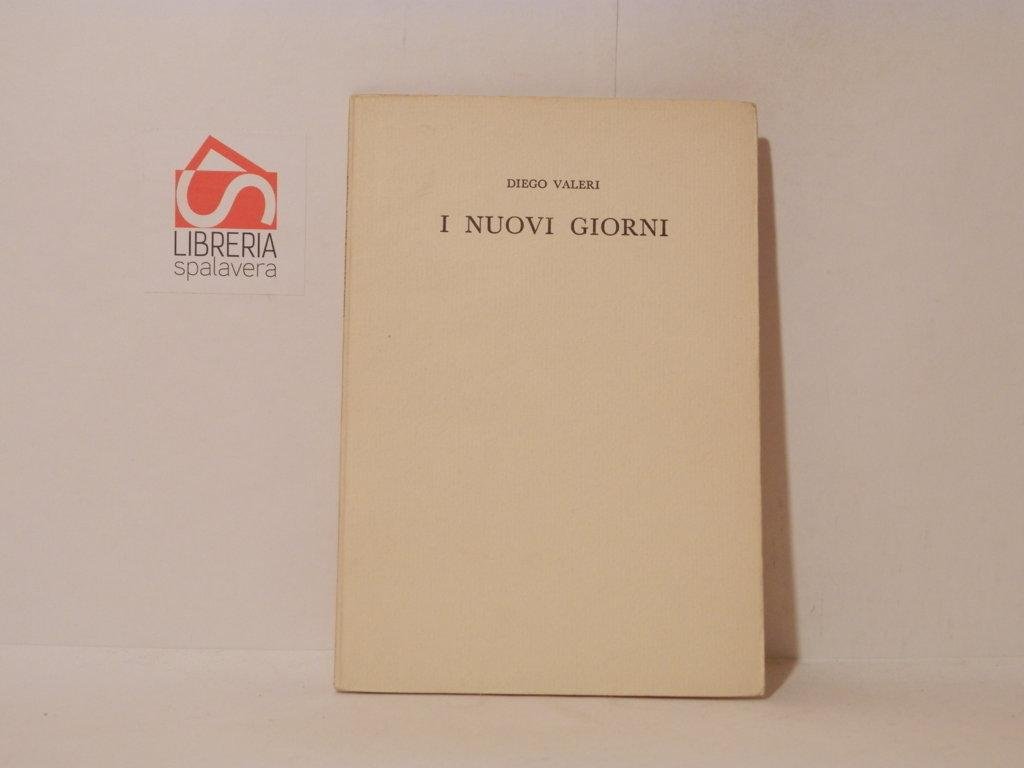 LIBRERIA
spalavera
DIEGO VALERI
I NUOVI GIORNI